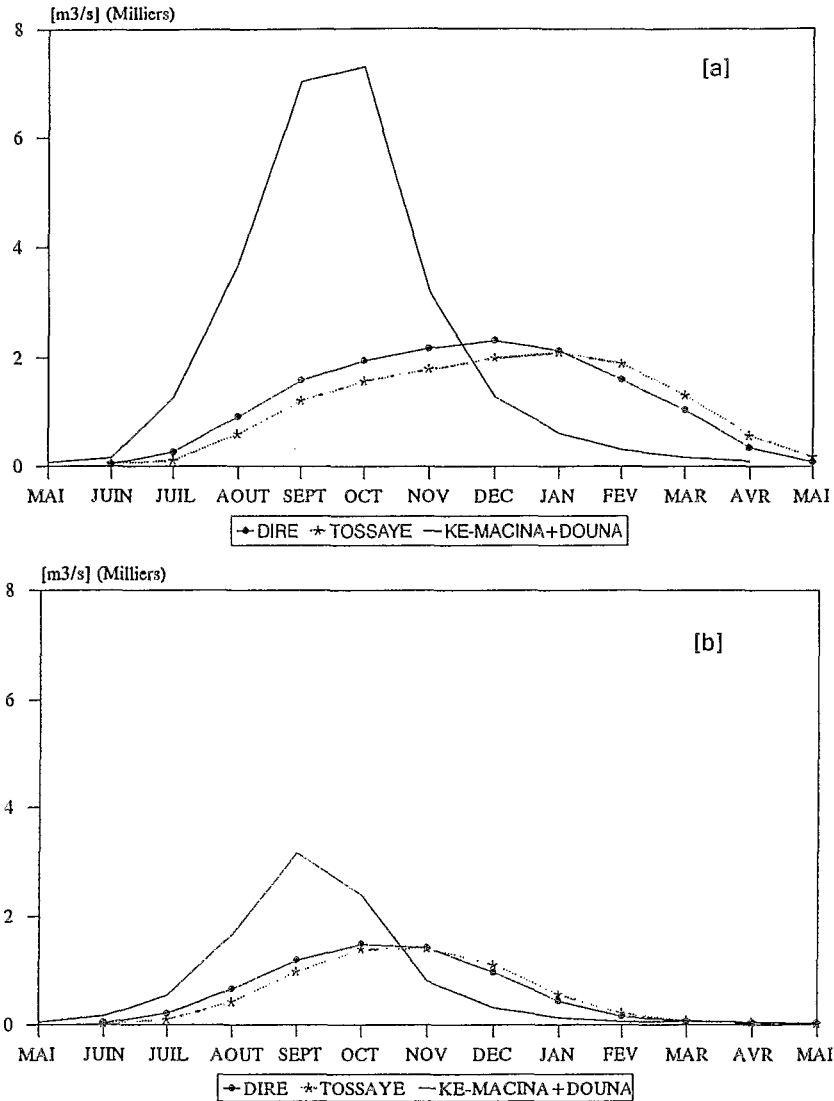 [m3/s] (Milliers)
8
[a]
6
4
2
0
MAI JUIN JUIL AOUT SEPT OCT NOV DEC JAN FEV MAR AVR MAI
DIRE TOSSAYE KE-MACINA+DOUNA
[m3/s] (Milliers)
8
[b]
6
4
2
0
MAI JUIN JUIL AOUT SEPT OCT NOV DEC JAN FEV MAR AVR MAI
DIRE TOSSAYE KE-MACINA+DOUNA